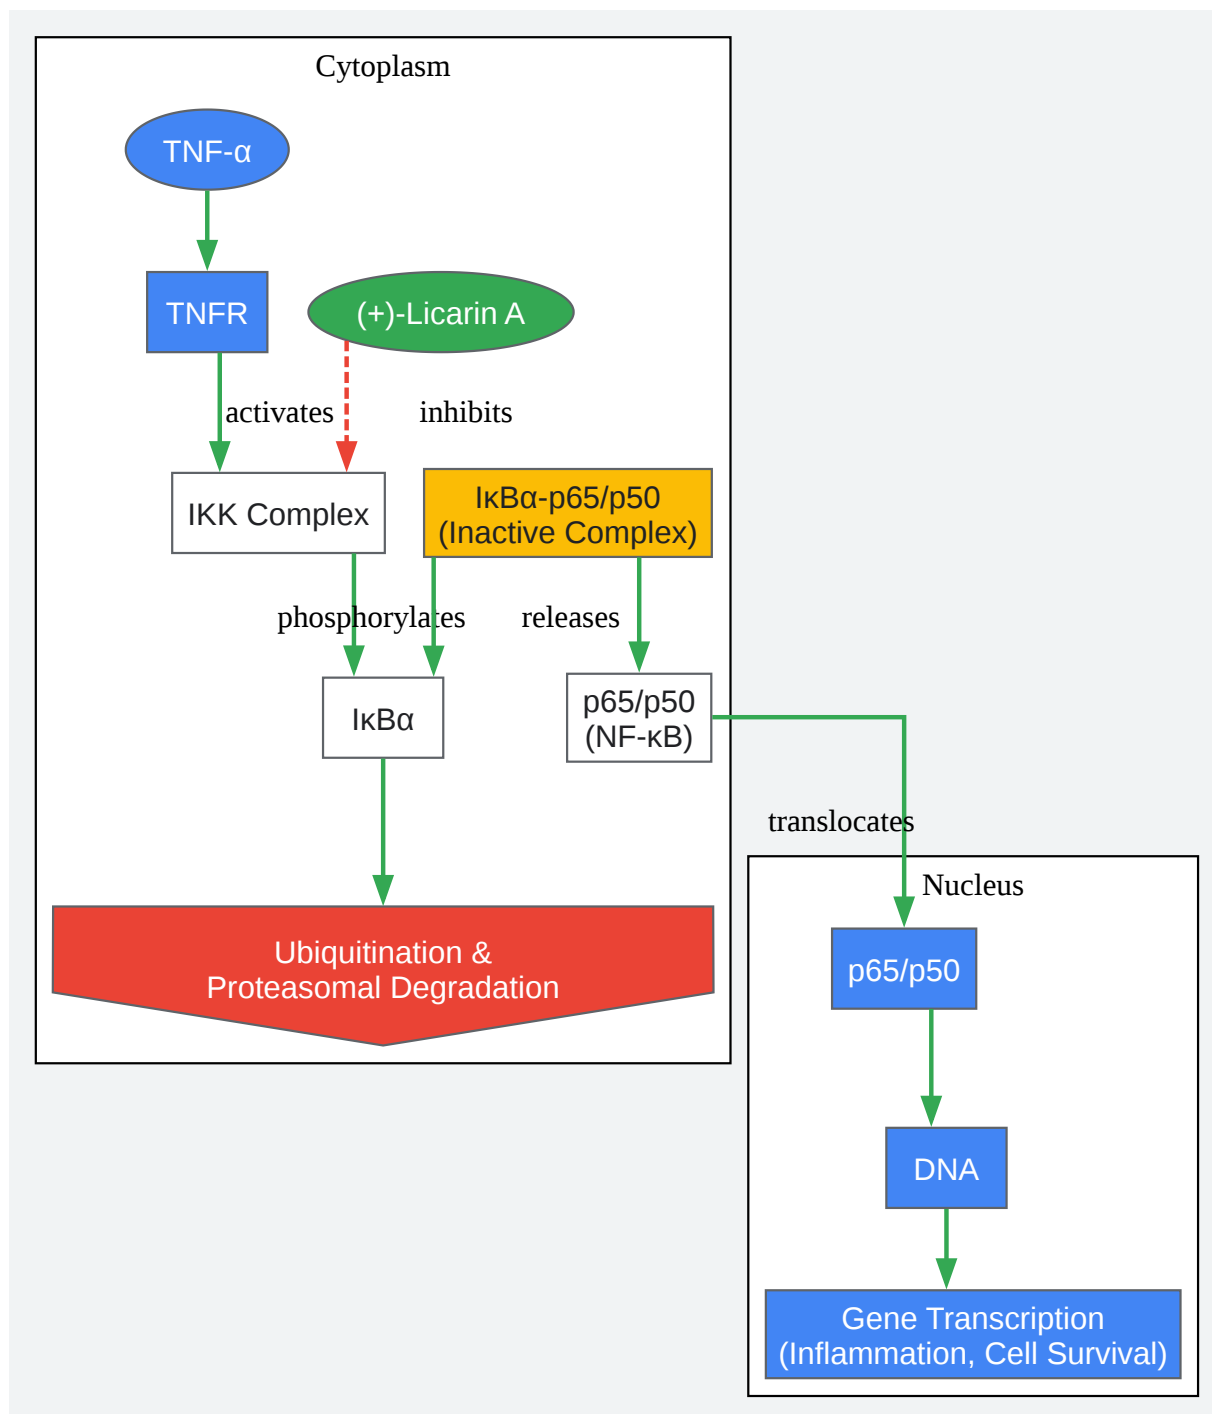 Cytoplasm
TNF-α
TNFR
(+)-Licarin A
activates
inhibits
IKK Complex
IκBα-p65/p50
(Inactive Complex)
phosphorylates
releases
IκBα
p65/p50
(NF-κB)
translocates
Ubiquitination &
Proteasomal Degradation
Nucleus
p65/p50
DNA
Gene Transcription
(Inflammation, Cell Survival)